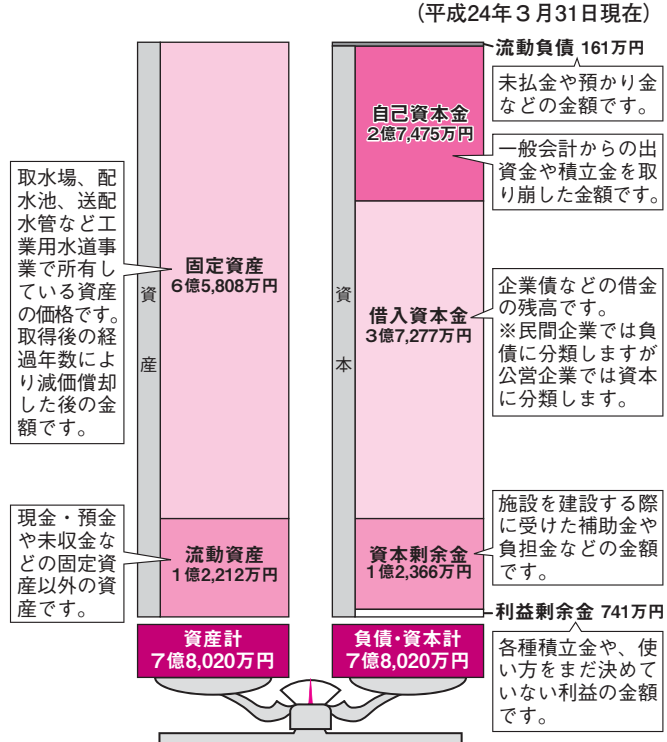 (平成24年3月31日現在)
取水場、配
水池、送配
水管など工
業用水道事
業で所有し
ている資産
の価格です。
取得後の経
過年数によ
り減価償却
した後の金
額です。
現金・預金
や未収金な
どの固定資
産以外の資
産です。
資
産
固定資産
6億5,808万円
流動資産
1億2,212万円
資産計
7億8,020万円
資
本
自己資本金
2億7,475万円
借入資本金
3億7,277万円
資本剰余金
1億2,366万円
負債・資本計
7億8,020万円
流動負債 161万円
未払金や預かり金
などの金額です。
一般会計からの出
資金や積立金を取
り崩した金額です。
企業債などの借金
の残高です。
※民間企業では負
債に分類しますが
公営企業では資本
に分類します。
施設を建設する際
に受けた補助金や
負担金などの金額
です。
利益剰余金 741万円
各種積立金や、使
い方をまだ決めて
いない利益の金額
です。